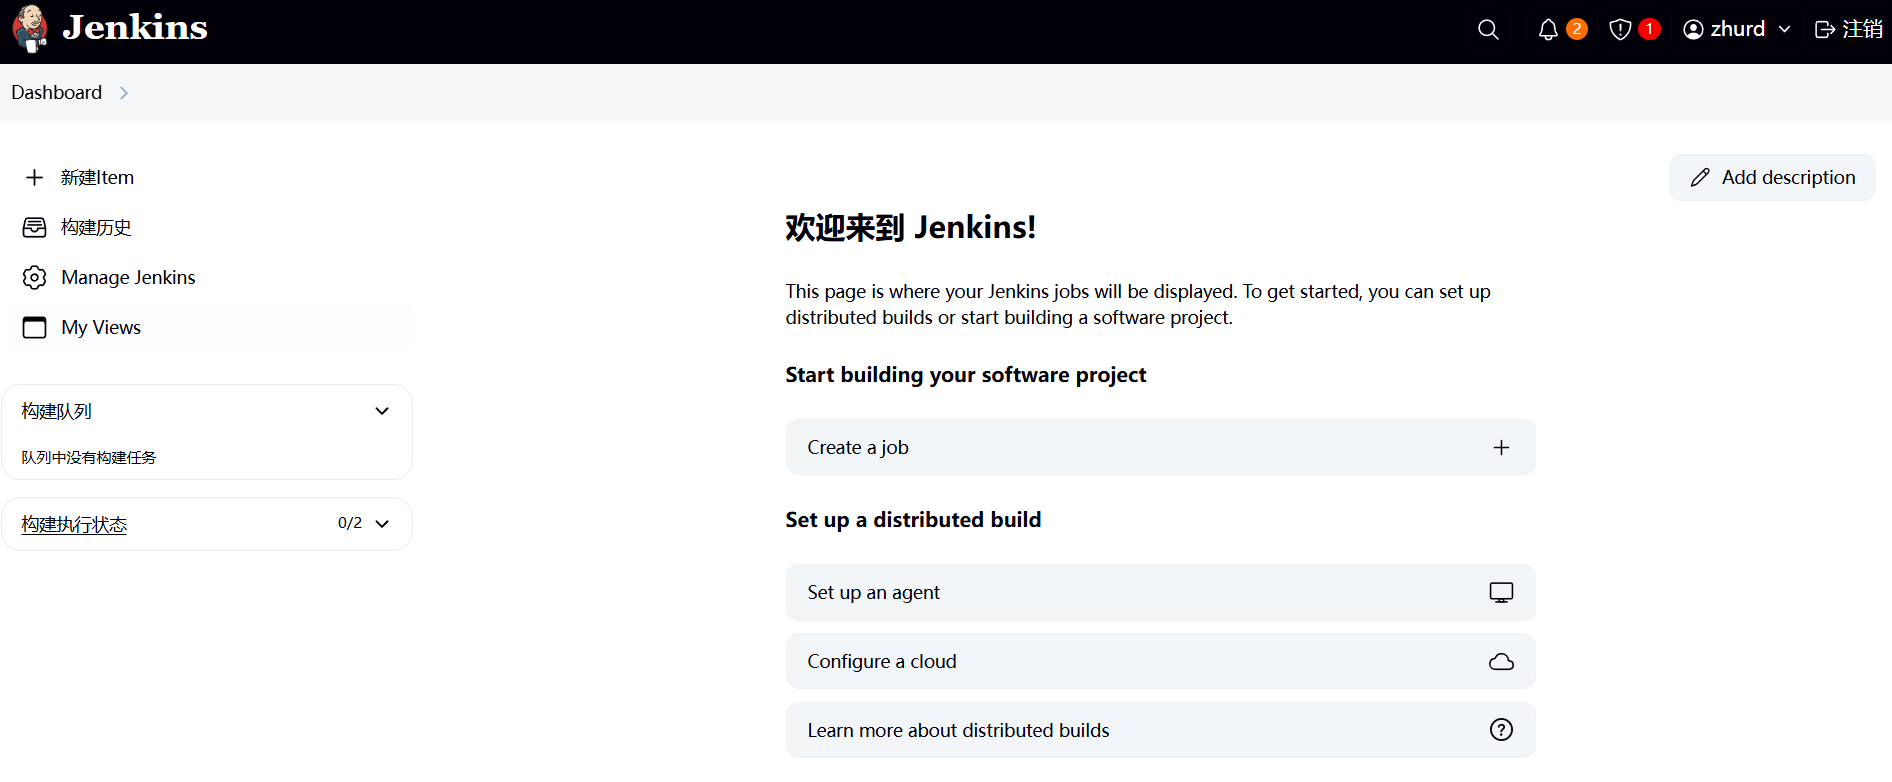 Jenkins
2
1
zhurd
注销
Dashboard
新建Item
构建历史
Manage Jenkins
My Views
构建队列
队列中没有构建任务
构建执行状态
0/2
Add description
欢迎来到 Jenkins!
This page is where your Jenkins jobs will be displayed. To get started, you can set up
distributed builds or start building a software project.
Start building your software project
Create a job
Set up a distributed build
Set up an agent
Configure a cloud
Learn more about distributed builds